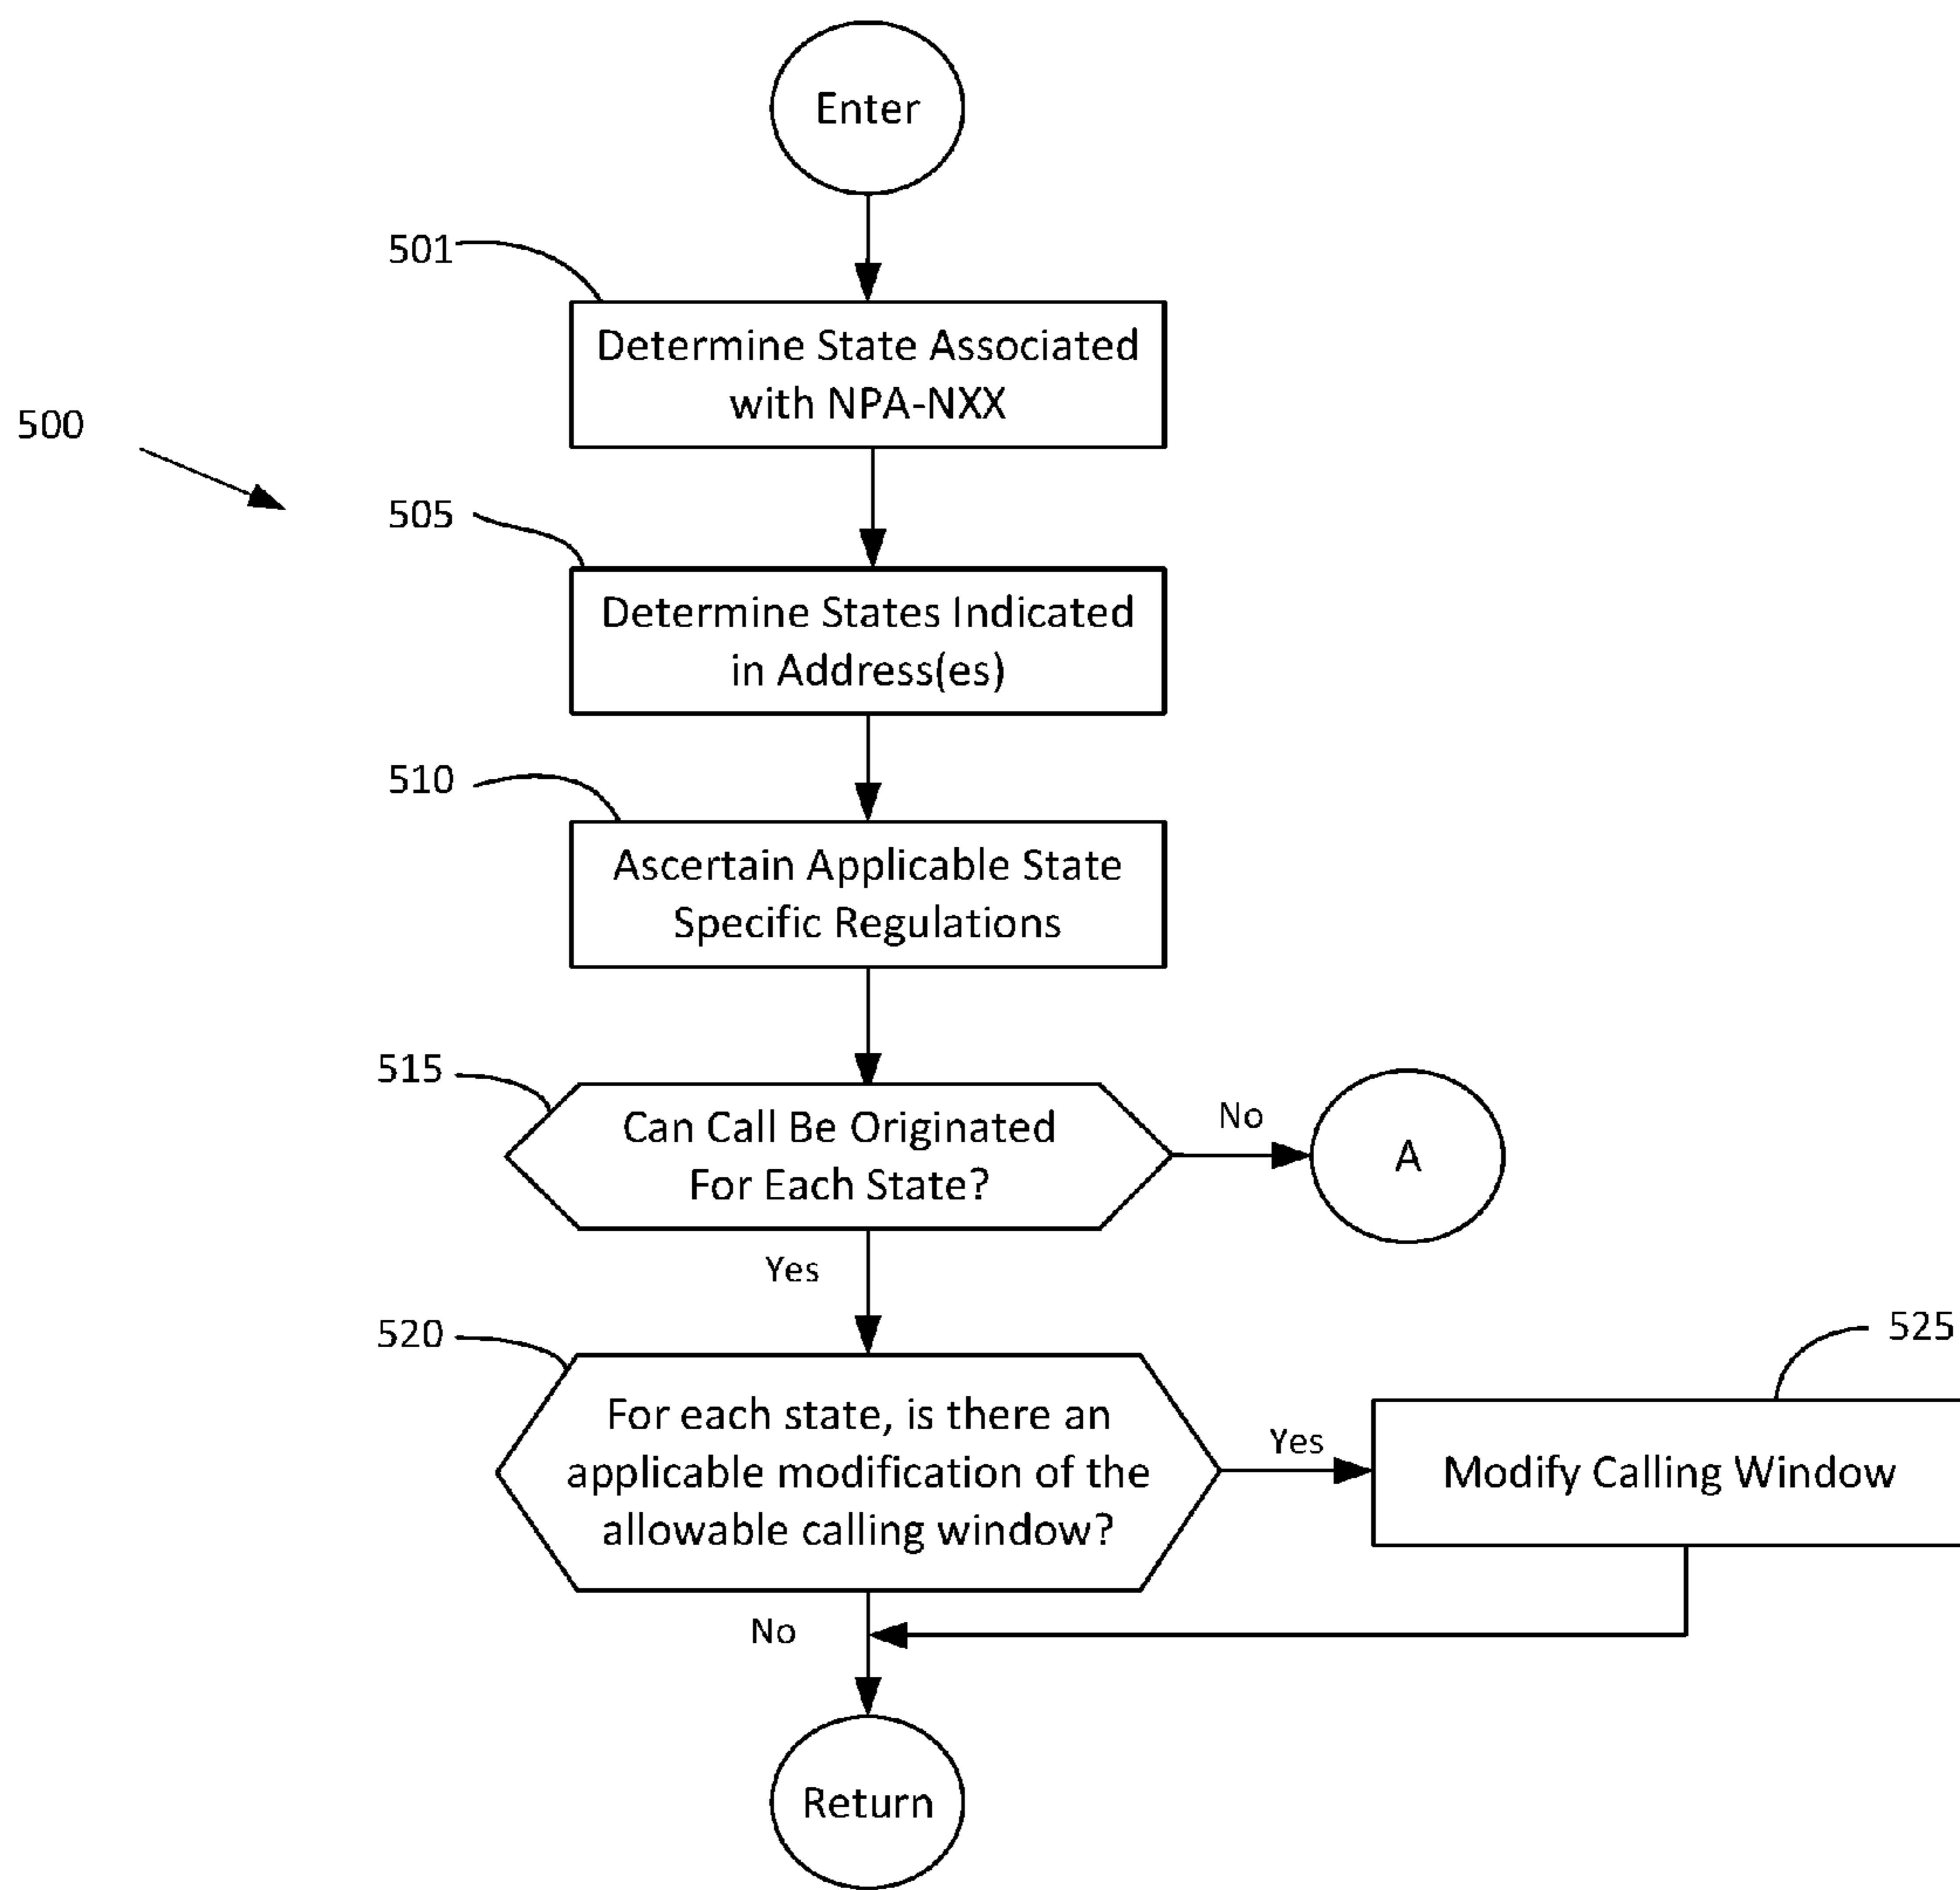 Enter
501
Determine State Associated
with NPA-NXX
500
505
Determine States Indicated
in Address(es)
510
Ascertain Applicable State
Specific Regulations
515
Can Call Be Originated
For Each State?
No
A
Yes
520
525
For each state, is there an
applicable modification of the
allowable calling window?
Yes
Modify Calling Window
No
Return